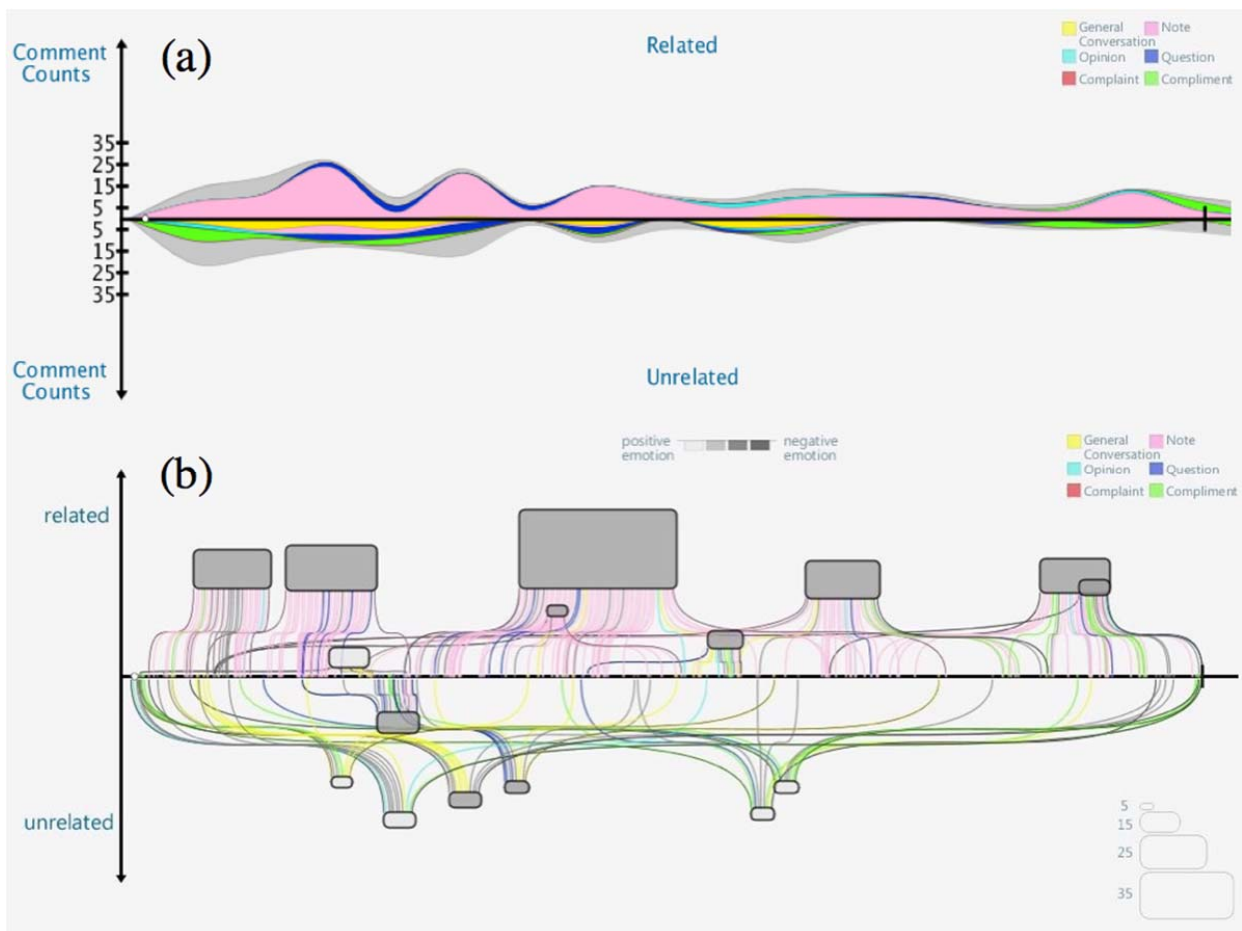 Comment
Counts
(a)
Related
General
Conversation
Note
Opinion
Question
Complaint
Compliment
35
25
15
5
5
15
25
35
Comment
Counts
Unrelated
positive
emotion
negative
emotion
General
Conversation
Note
Opinion
Question
Complaint
Compliment
(b)
related
unrelated
5
15
25
35